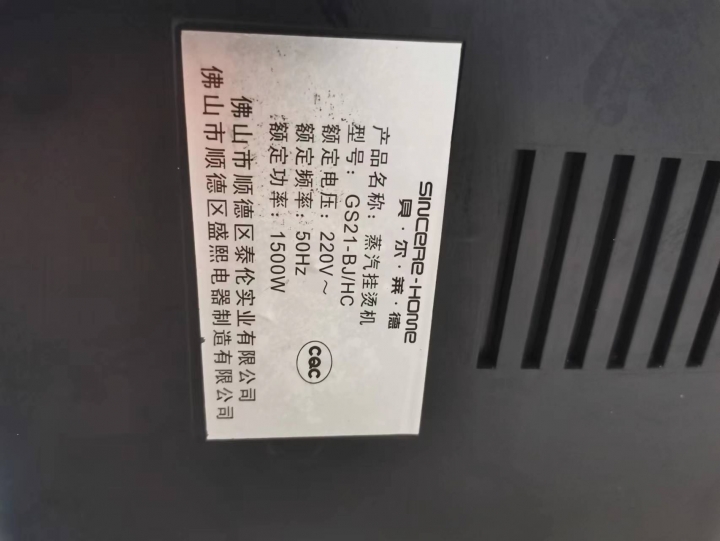 SINCERE-HOME
貝·尔·莱·德
产品名称：蒸汽挂烫机
型号：GS21-BJ/HC
额定电压：220V～
额定频率：50Hz
额定功率：1500W
CQC
佛山市顺德区泰伦实业有限公司
佛山市顺德区盛熙电器制造有限公司